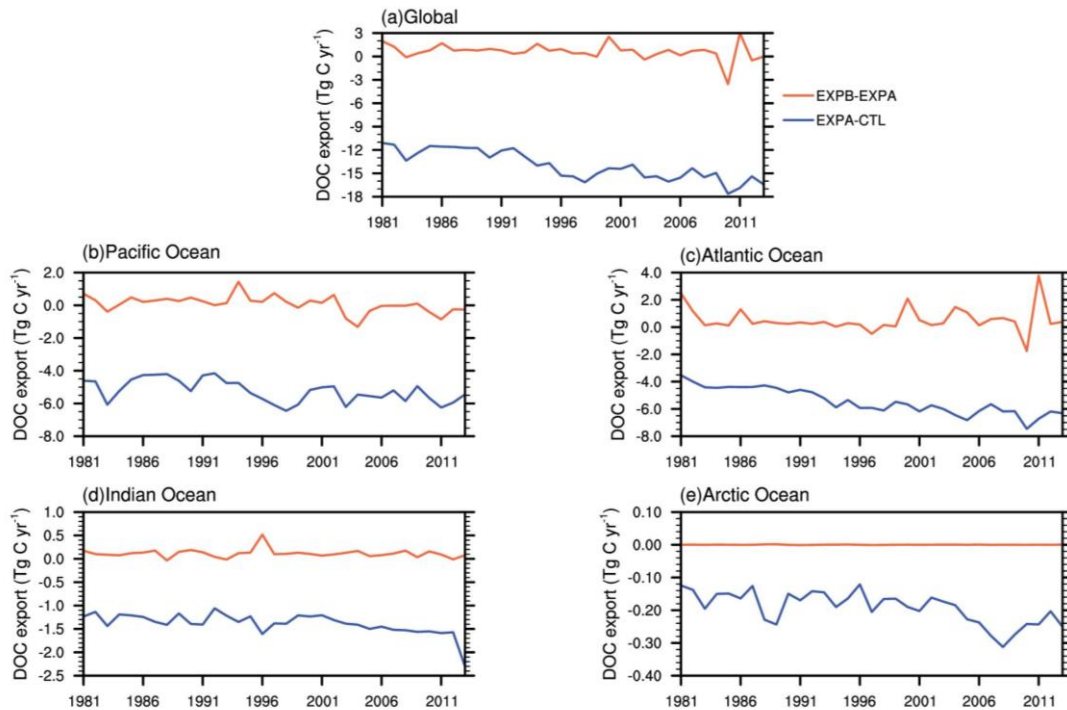 (a)Global
DOC export (Tg C yr⁻¹)
3
0
-3
-6
-9
-12
-15
-18
1981 1986 1991 1996 2001 2006 2011
EXPB-EXPA
EXPA-CTL
(b)Pacific Ocean
DOC export (Tg C yr⁻¹)
2.0
0.0
-2.0
-4.0
-6.0
-8.0
1981 1986 1991 1996 2001 2006 2011
(c)Atlantic Ocean
DOC export (Tg C yr⁻¹)
4.0
2.0
0.0
-2.0
-4.0
-6.0
-8.0
1981 1986 1991 1996 2001 2006 2011
(d)Indian Ocean
DOC export (Tg C yr⁻¹)
1.0
0.5
0.0
-0.5
-1.0
-1.5
-2.0
-2.5
1981 1986 1991 1996 2001 2006 2011
(e)Arctic Ocean
DOC export (Tg C yr⁻¹)
0.10
0.00
-0.10
-0.20
-0.30
-0.40
1981 1986 1991 1996 2001 2006 2011